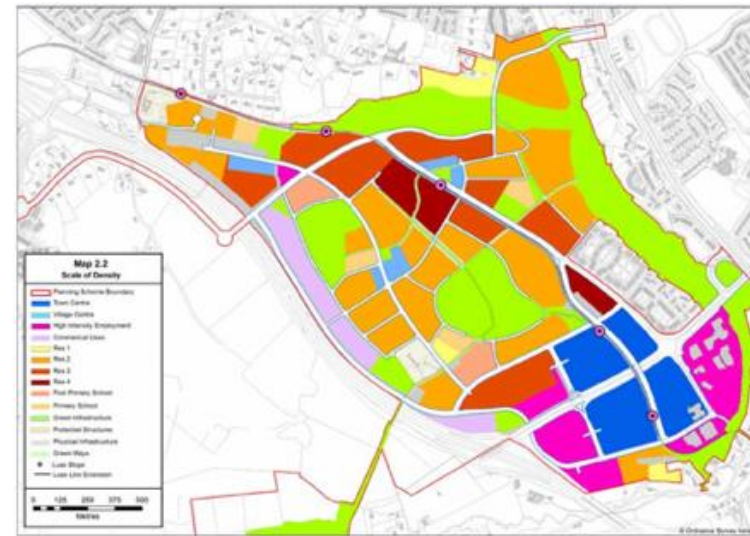 Map 2.2
Scale of Density
Planning Scheme Boundary
Town Centre
Village Centre
High Intensity Employment
Commercial Uses
Res 1
Res 2
Res 3
Res 4
Post Primary School
Primary School
Green Infrastructure
Protected Structures
Physical Infrastructure
Green Ways
Luas Stops
Luas Line Extension
0 125 250 375 500
Metres
© Ordnance Survey